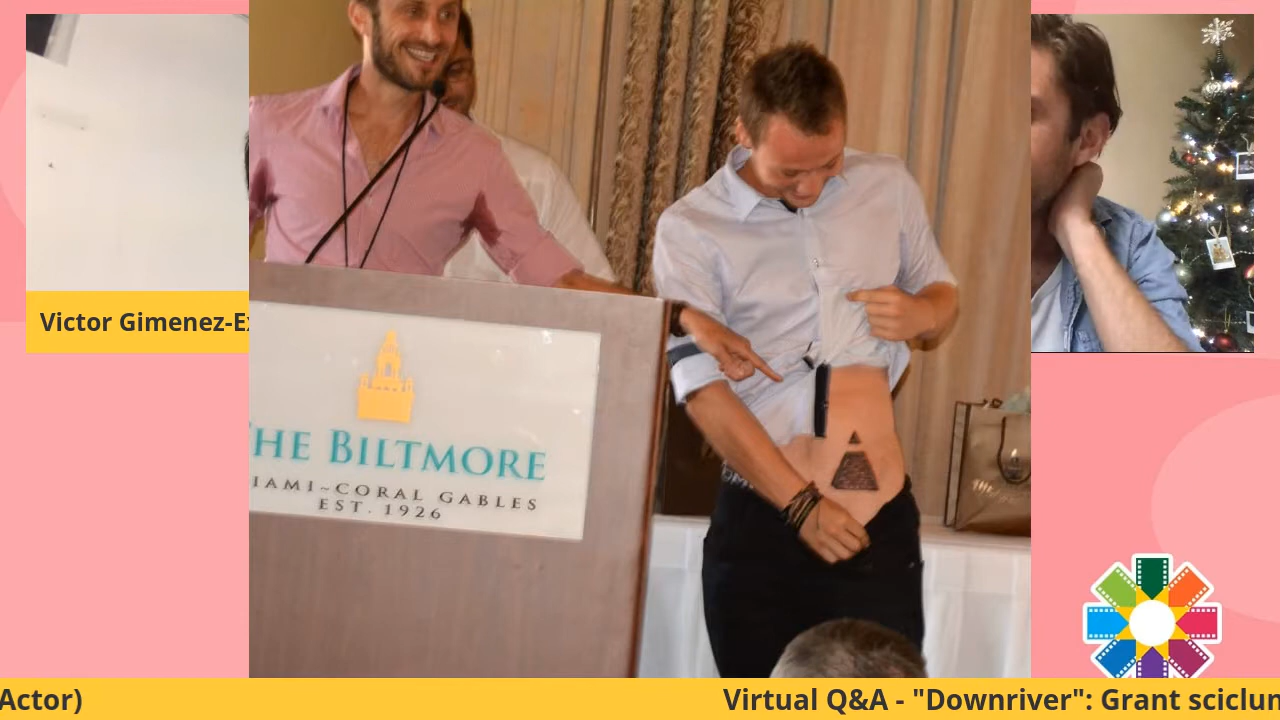 Victor Gimenez-
HE BILTMORE
IAMI~CORAL GABLES
EST. 1926
Actor)
Virtual Q&A - "Downriver": Grant sciclun